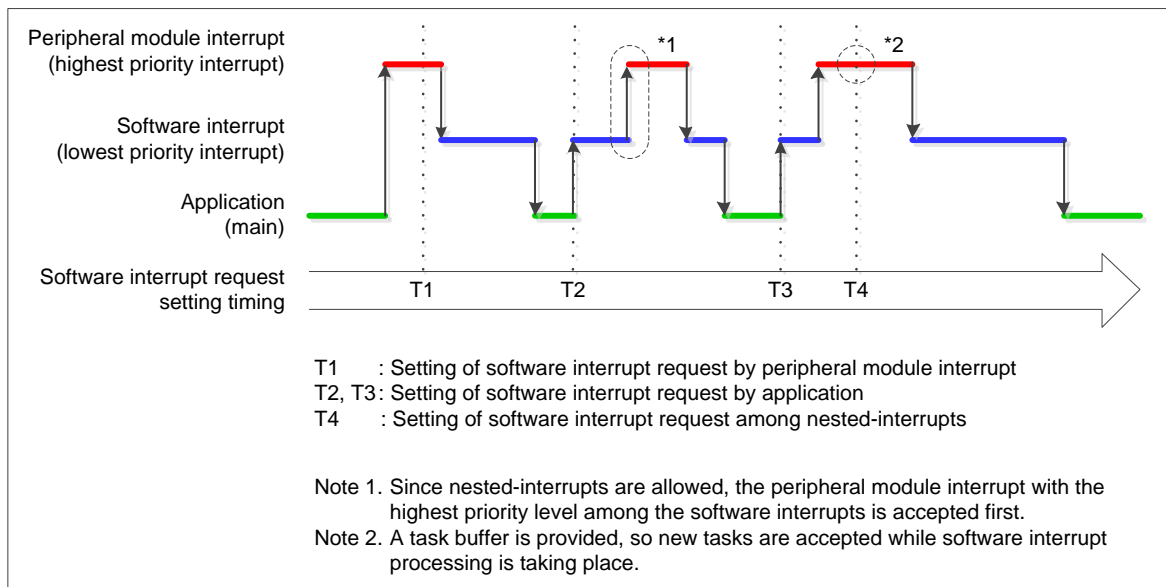 Peripheral module interrupt
(highest priority interrupt)
*1
*2
Software interrupt
(lowest priority interrupt)
Application
(main)
Software interrupt request
setting timing
T1
T2
T3
T4
T1 : Setting of software interrupt request by peripheral module interrupt
T2, T3 : Setting of software interrupt request by application
T4 : Setting of software interrupt request among nested-interrupts
Note 1. Since nested-interrupts are allowed, the peripheral module interrupt with the
highest priority level among the software interrupts is accepted first.
Note 2. A task buffer is provided, so new tasks are accepted while software interrupt
processing is taking place.